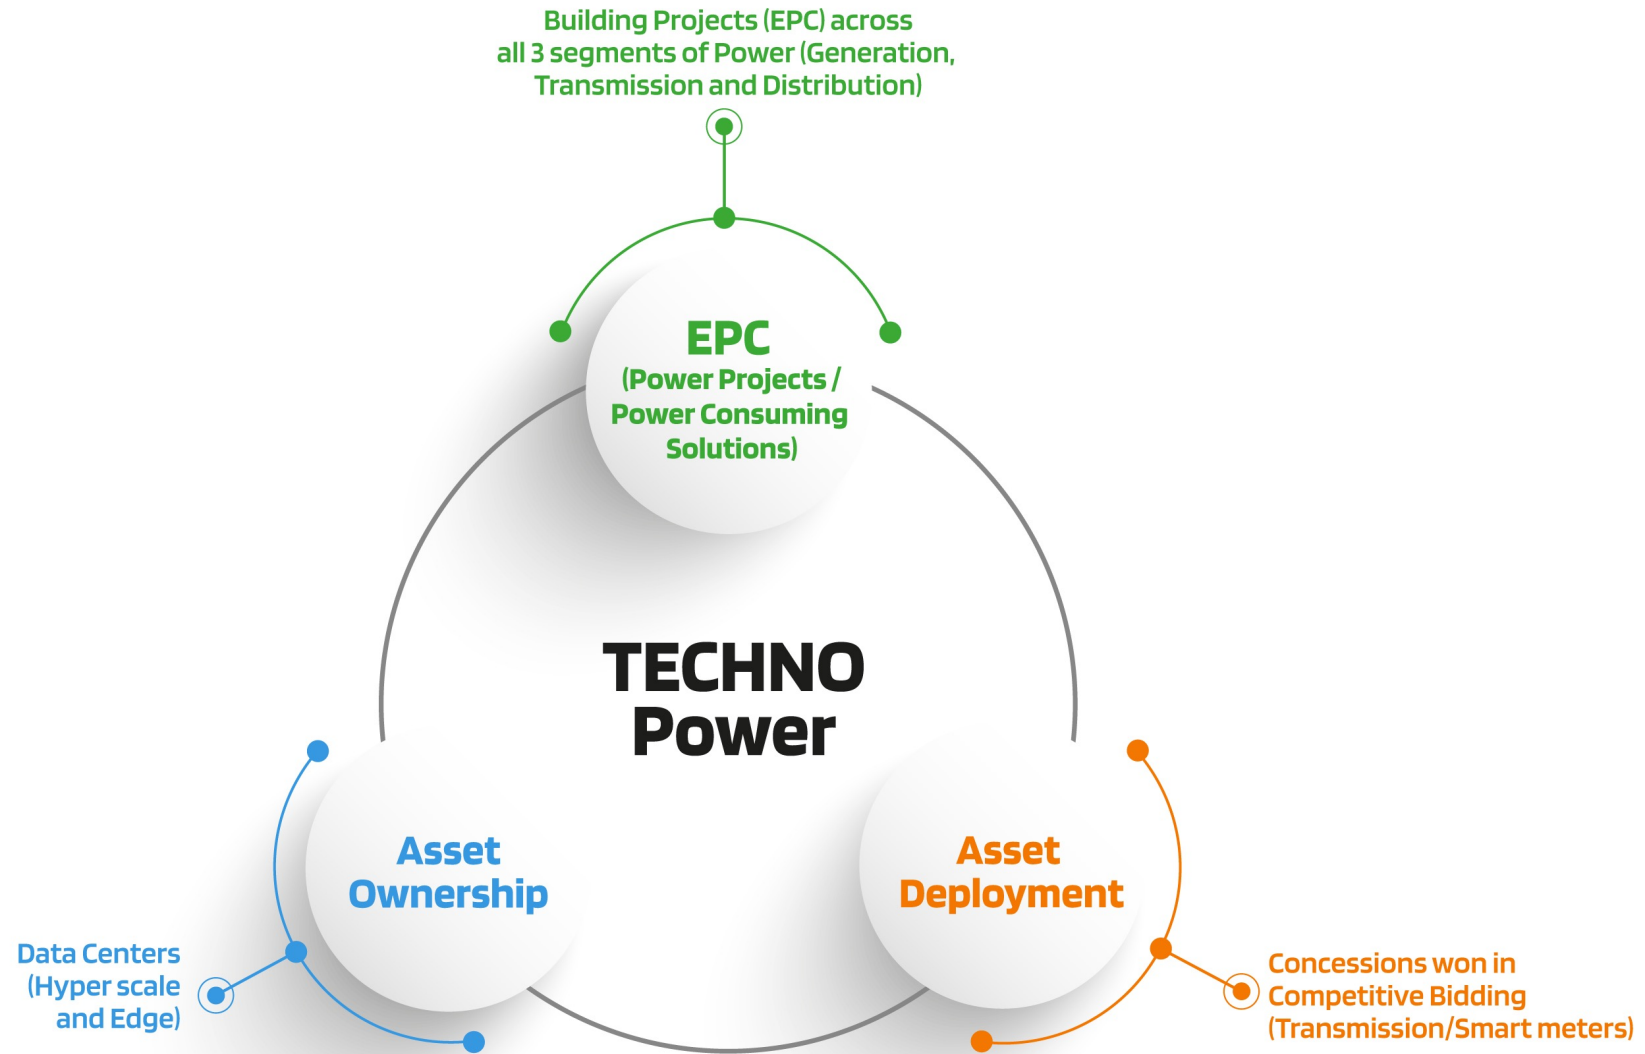 Building Projects (EPC) across
all 3 segments of Power (Generation,
Transmission and Distribution)
EPC
(Power Projects /
Power Consuming
Solutions)
TECHNO
Power
Asset
Ownership
Asset
Deployment
Data Centers
(Hyper scale
and Edge)
Concessions won in
Competitive Bidding
(Transmission/Smart meters)